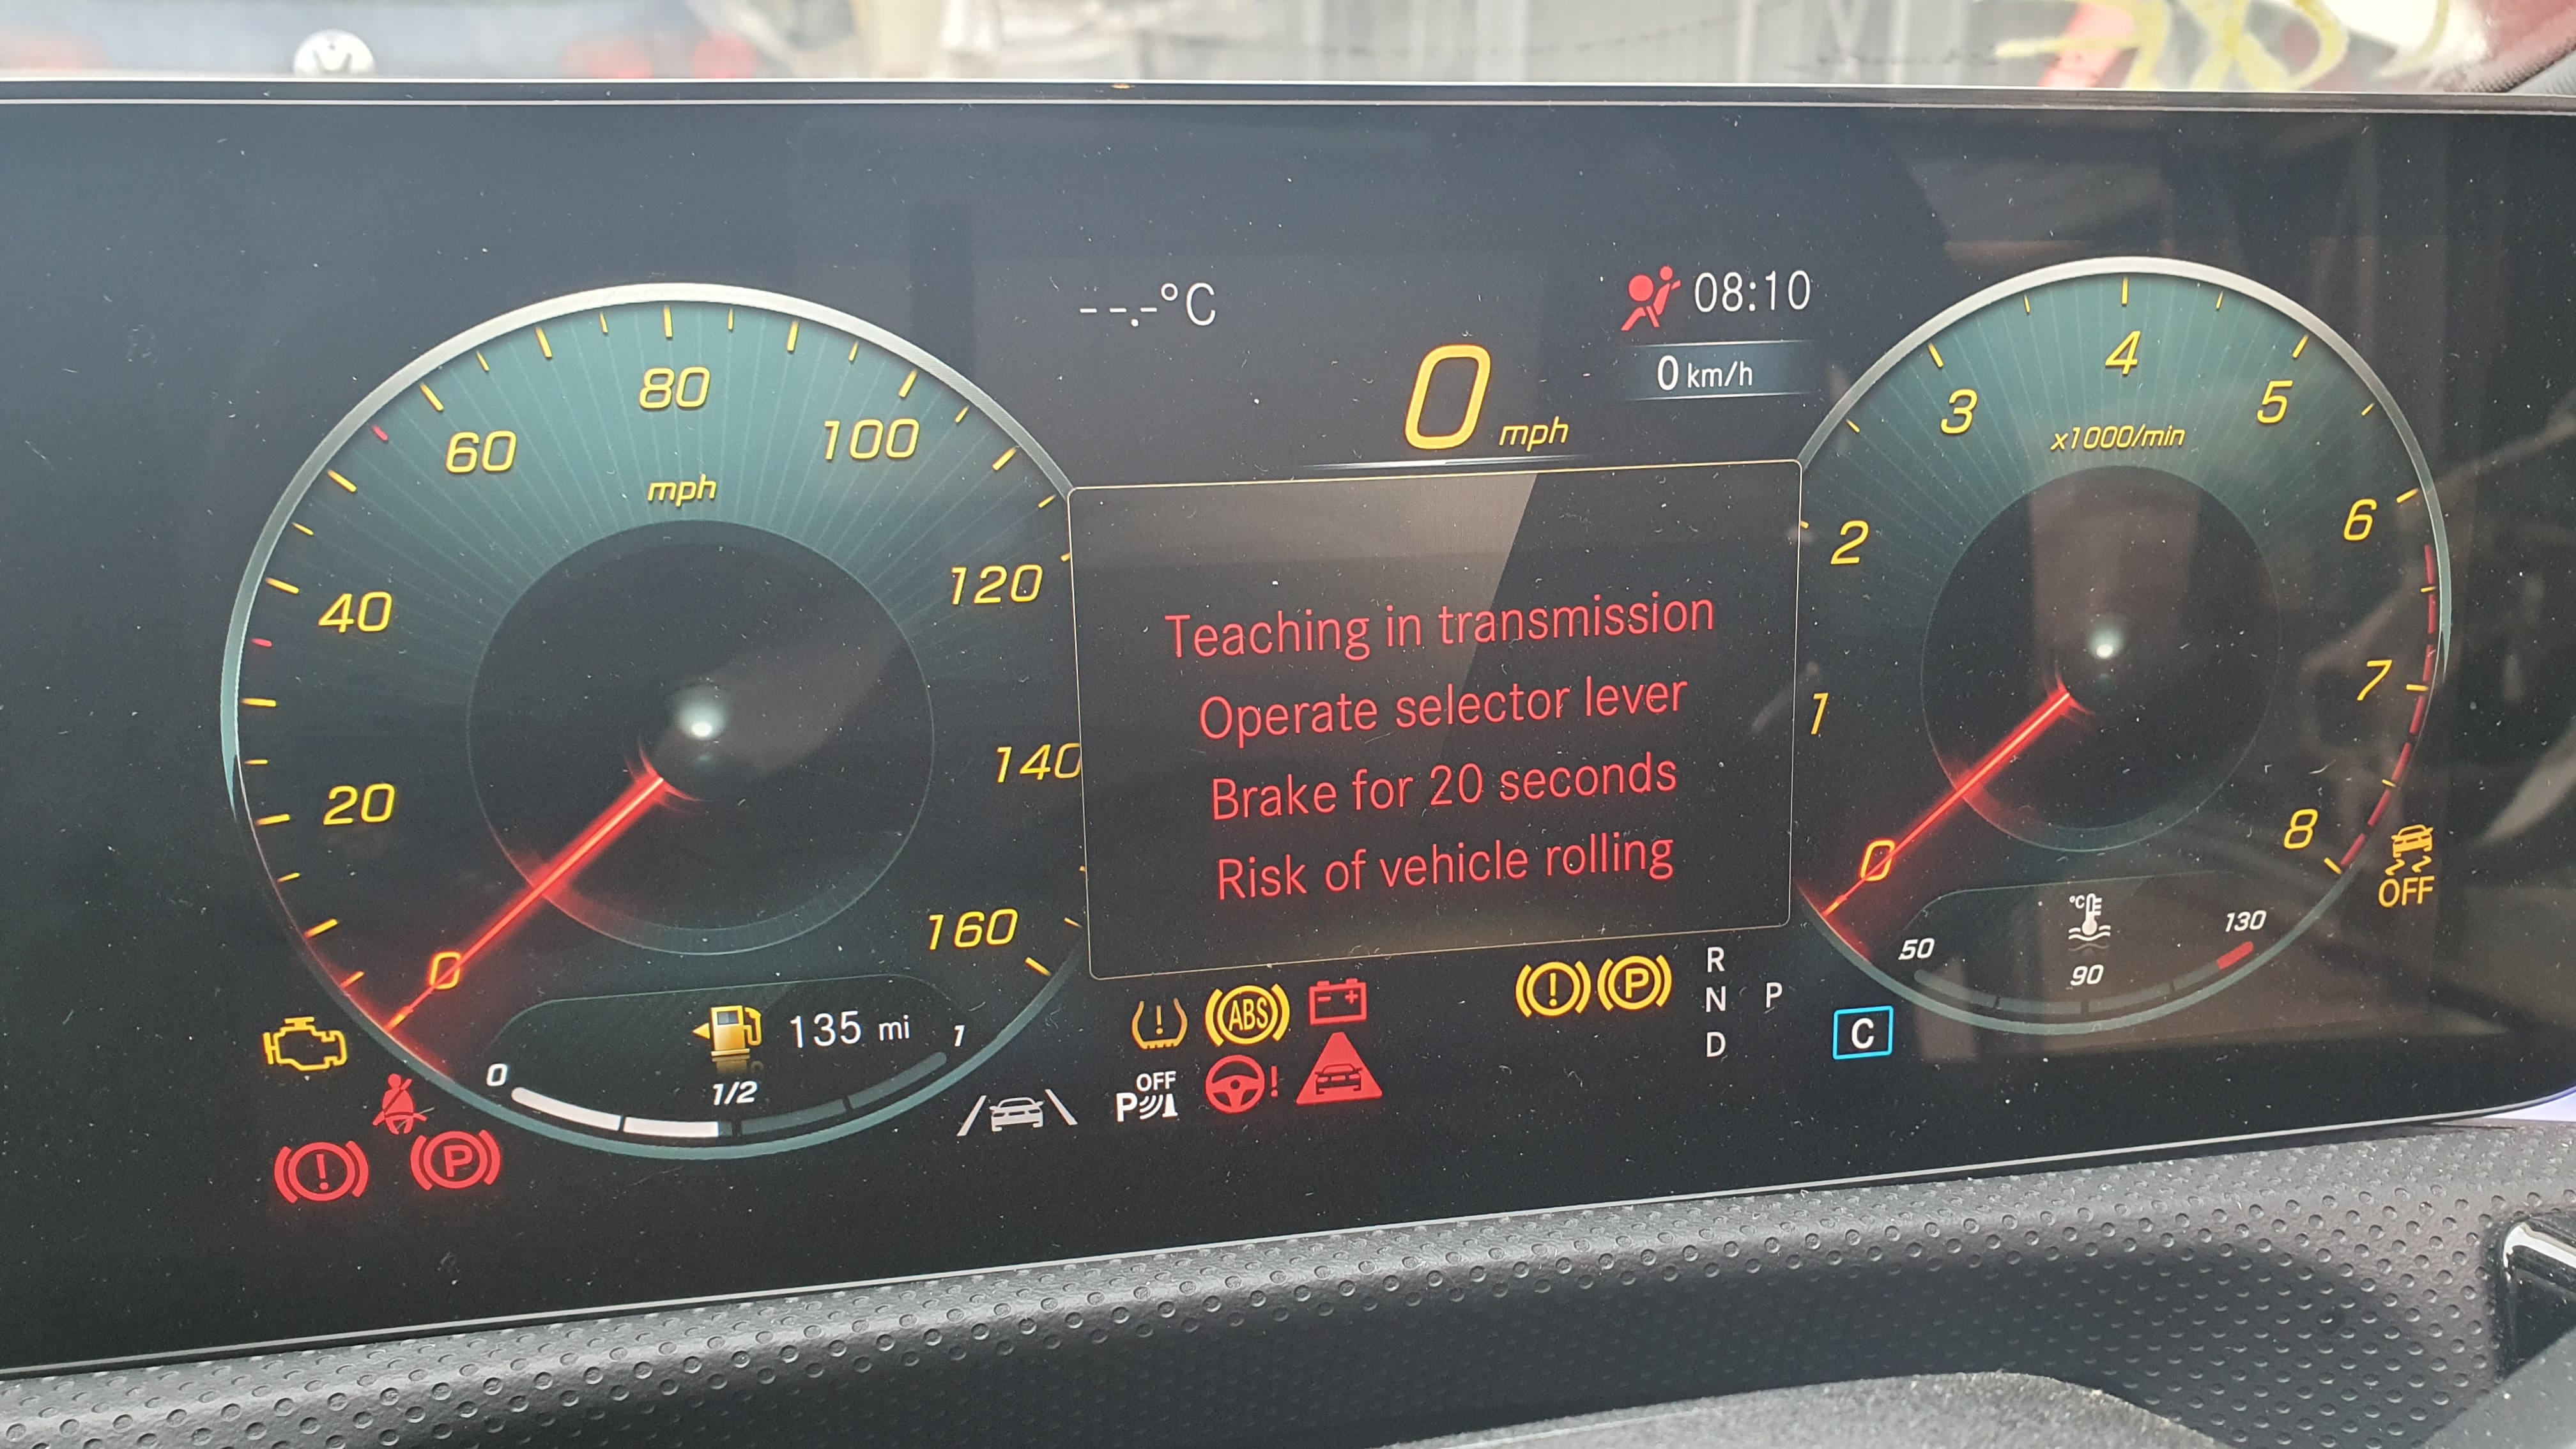 --.-°C
08:10
0 km/h
0 mph
80
60
100
mph
40
120
20
140
0
160
4
3
5
x1000/min
2
6
1
7
0
8
Teaching in transmission
Operate selector lever
Brake for 20 seconds
Risk of vehicle rolling
OFF
50
°C
130
90
0
135 mi
1
1/2
!
ABS
!
P
R
N
P
D
C
OFF
P
!
!
P